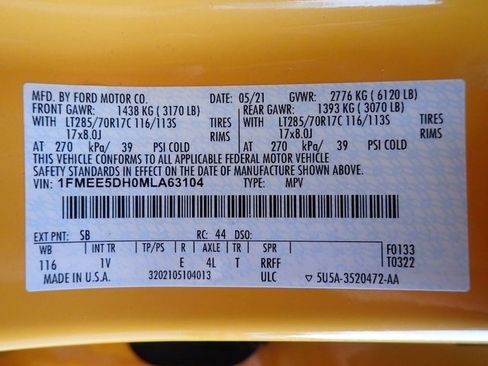 MFD. BY FORD MOTOR CO. DATE: 05/21 GVWR: 2776 KG ( 6120 LB)
FRONT GAWR: 1438 KG ( 3170 LB) REAR GAWR: 1393 KG ( 3070 LB)
WITH LT285/70R17C 116/113S TIRES WITH LT285/70R17C 116/113S TIRES
17x8.0J RIMS 17x8.0J RIMS
AT 270 kPa/ 39 PSI COLD AT 270 kPa/ 39 PSI COLD
THIS VEHICLE CONFORMS TO ALL APPLICABLE FEDERAL MOTOR VEHICLE
SAFETY STANDARDS IN EFFECT ON THE DATE OF MANUFACTURE SHOWN ABOVE.
VIN: 1FMEE5DH0MLA63104 TYPE: MPV
EXT PNT: SB RC: 44 DSO:
WB INT TR TP/PS R AXLE TR SPR F0133
116 1V E 4L T RRFF T0322
MADE IN U.S.A. 3202105104013 ULC 5U5A-3520472-AA